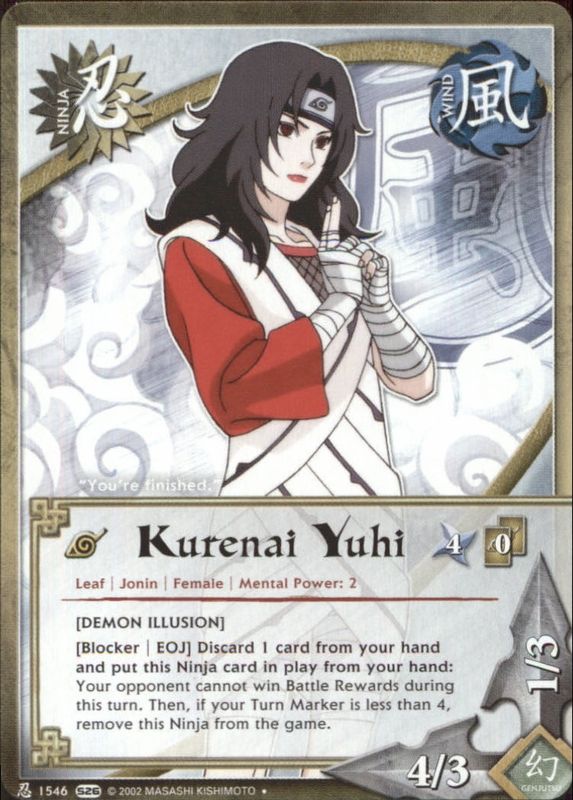 NINJA
忍
WIND
風
"You're finished."
Kurenai Yuhi
4
0
Leaf | Jonin | Female | Mental Power: 2
[DEMON ILLUSION]
[Blocker | EOJ] Discard 1 card from your hand
and put this Ninja card in play from your hand:
Your opponent cannot win Battle Rewards during
this turn. Then, if your Turn Marker is less than 4,
remove this Ninja from the game.
1/3
4/3
幻
GENJUTSU
忍 1546 S26 © 2002 MASASHI KISHIMOTO •